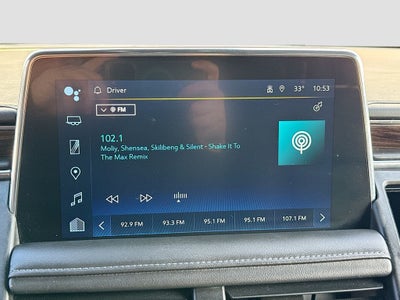 Driver
33°
10:53
FM
102.1
Moliy, Shensea, Skillibeng & Silent - Shake It To
The Max Remix
92.9 FM
93.3 FM
95.1 FM
95.1 FM
107.1 FM